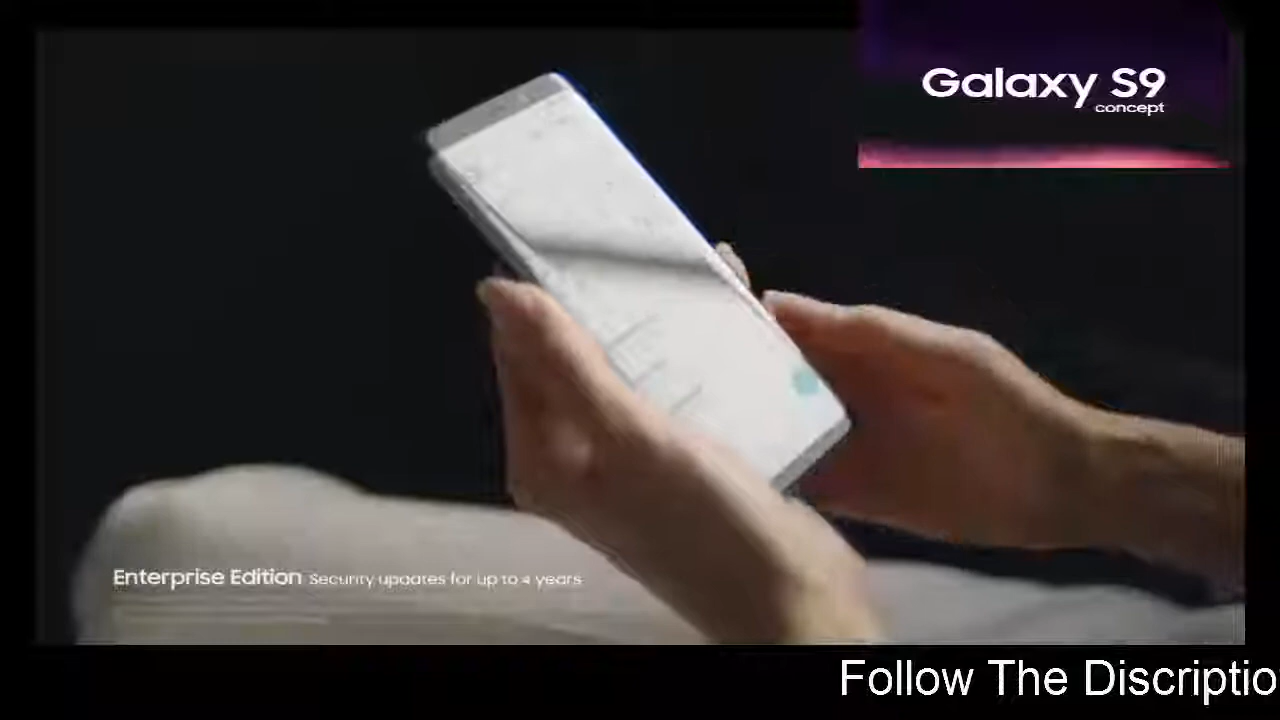 Galaxy S9
concept
Enterprise Edition Security updates for up to 4 years
Follow The Discriptio